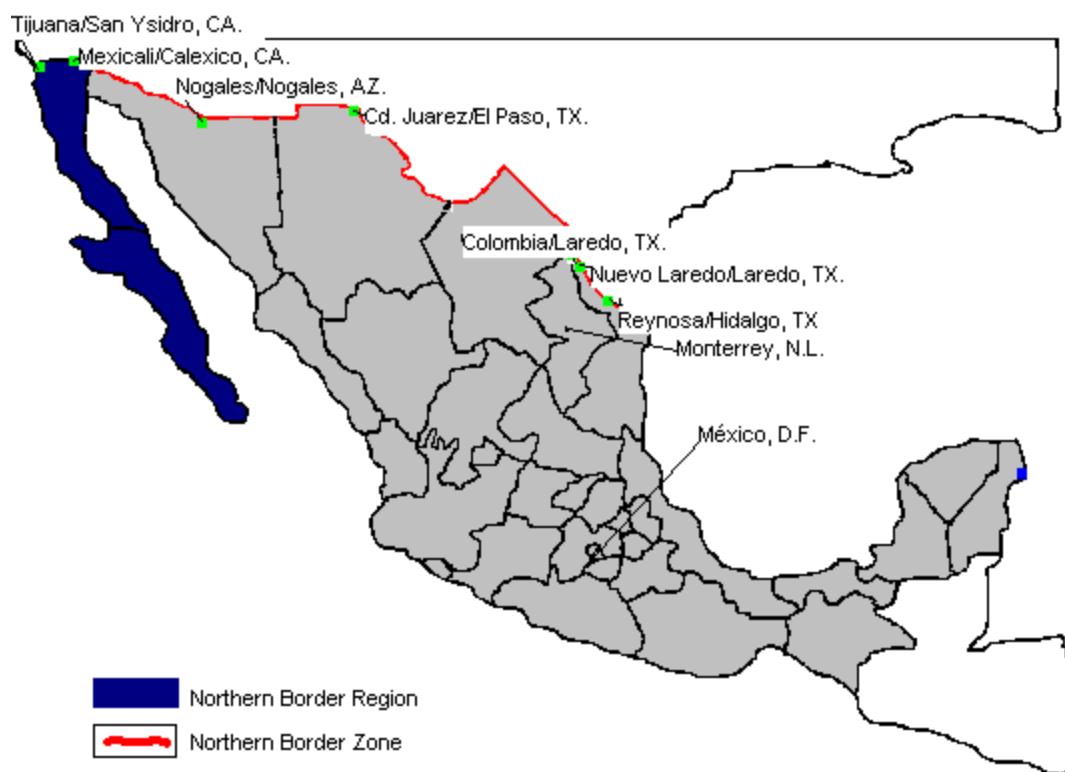 Tijuana/San Ysidro, CA.
Mexicali/Calexico, CA.
Nogales/Nogales, AZ.
Cd. Juarez/El Paso, TX.
Colombia/Laredo, TX.
Nuevo Laredo/Laredo, TX.
Reynosa/Hidalgo, TX
Monterrey, N.L.
México, D.F.
Northern Border Region
Northern Border Zone